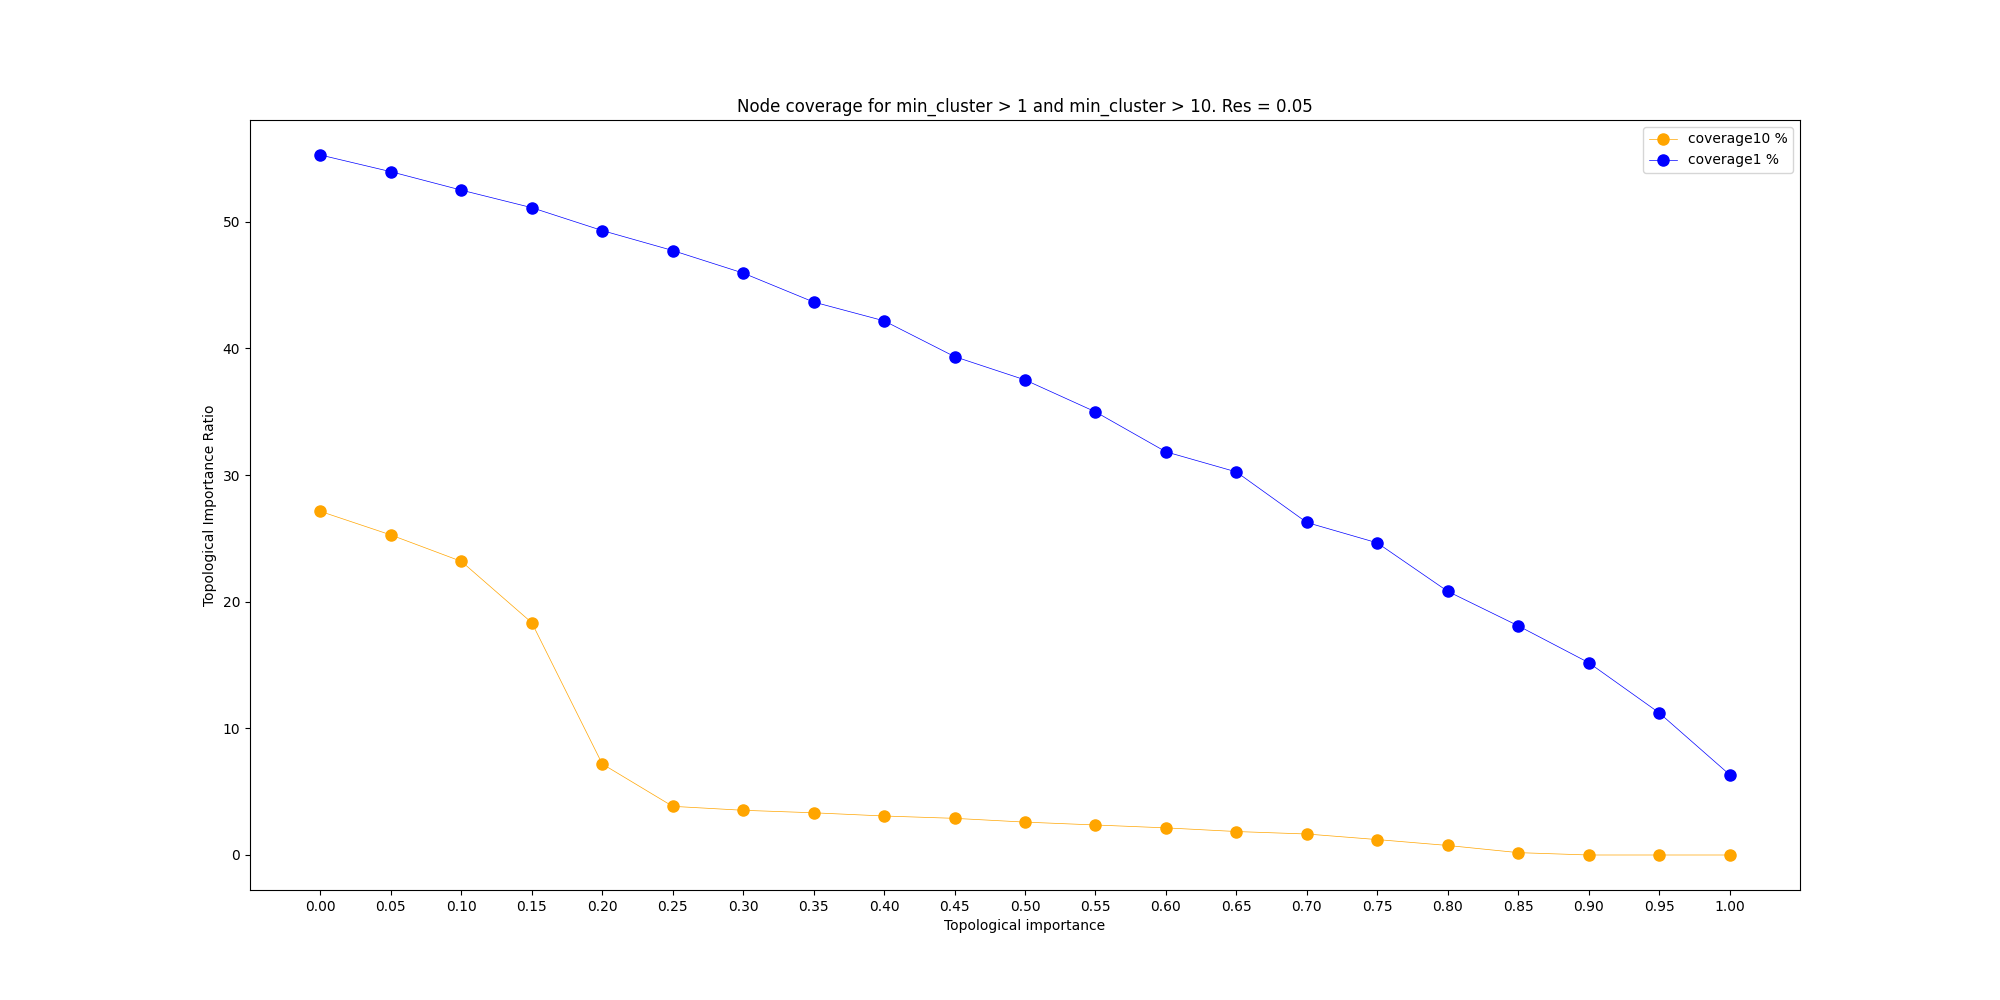 Node coverage for min_cluster > 1 and min_cluster > 10. Res = 0.05
coverage10 %
coverage1 %
Topological Importance Ratio
50
40
30
20
10
0
0.00 0.05 0.10 0.15 0.20 0.25 0.30 0.35 0.40 0.45 0.50 0.55 0.60 0.65 0.70 0.75 0.80 0.85 0.90 0.95 1.00
Topological importance